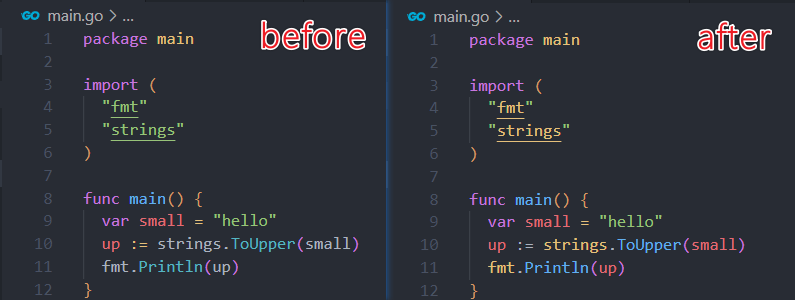 main.go > ...
before
1 package main
2
3 import (
4 "fmt"
5 "strings"
6 )
7
8 func main() {
9 var small = "hello"
10 up := strings.ToUpper(small)
11 fmt.Println(up)
12 }
main.go > ...
after
1 package main
2
3 import (
4 "fmt"
5 "strings"
6 )
7
8 func main() {
9 var small = "hello"
10 up := strings.ToUpper(small)
11 fmt.Println(up)
12 }